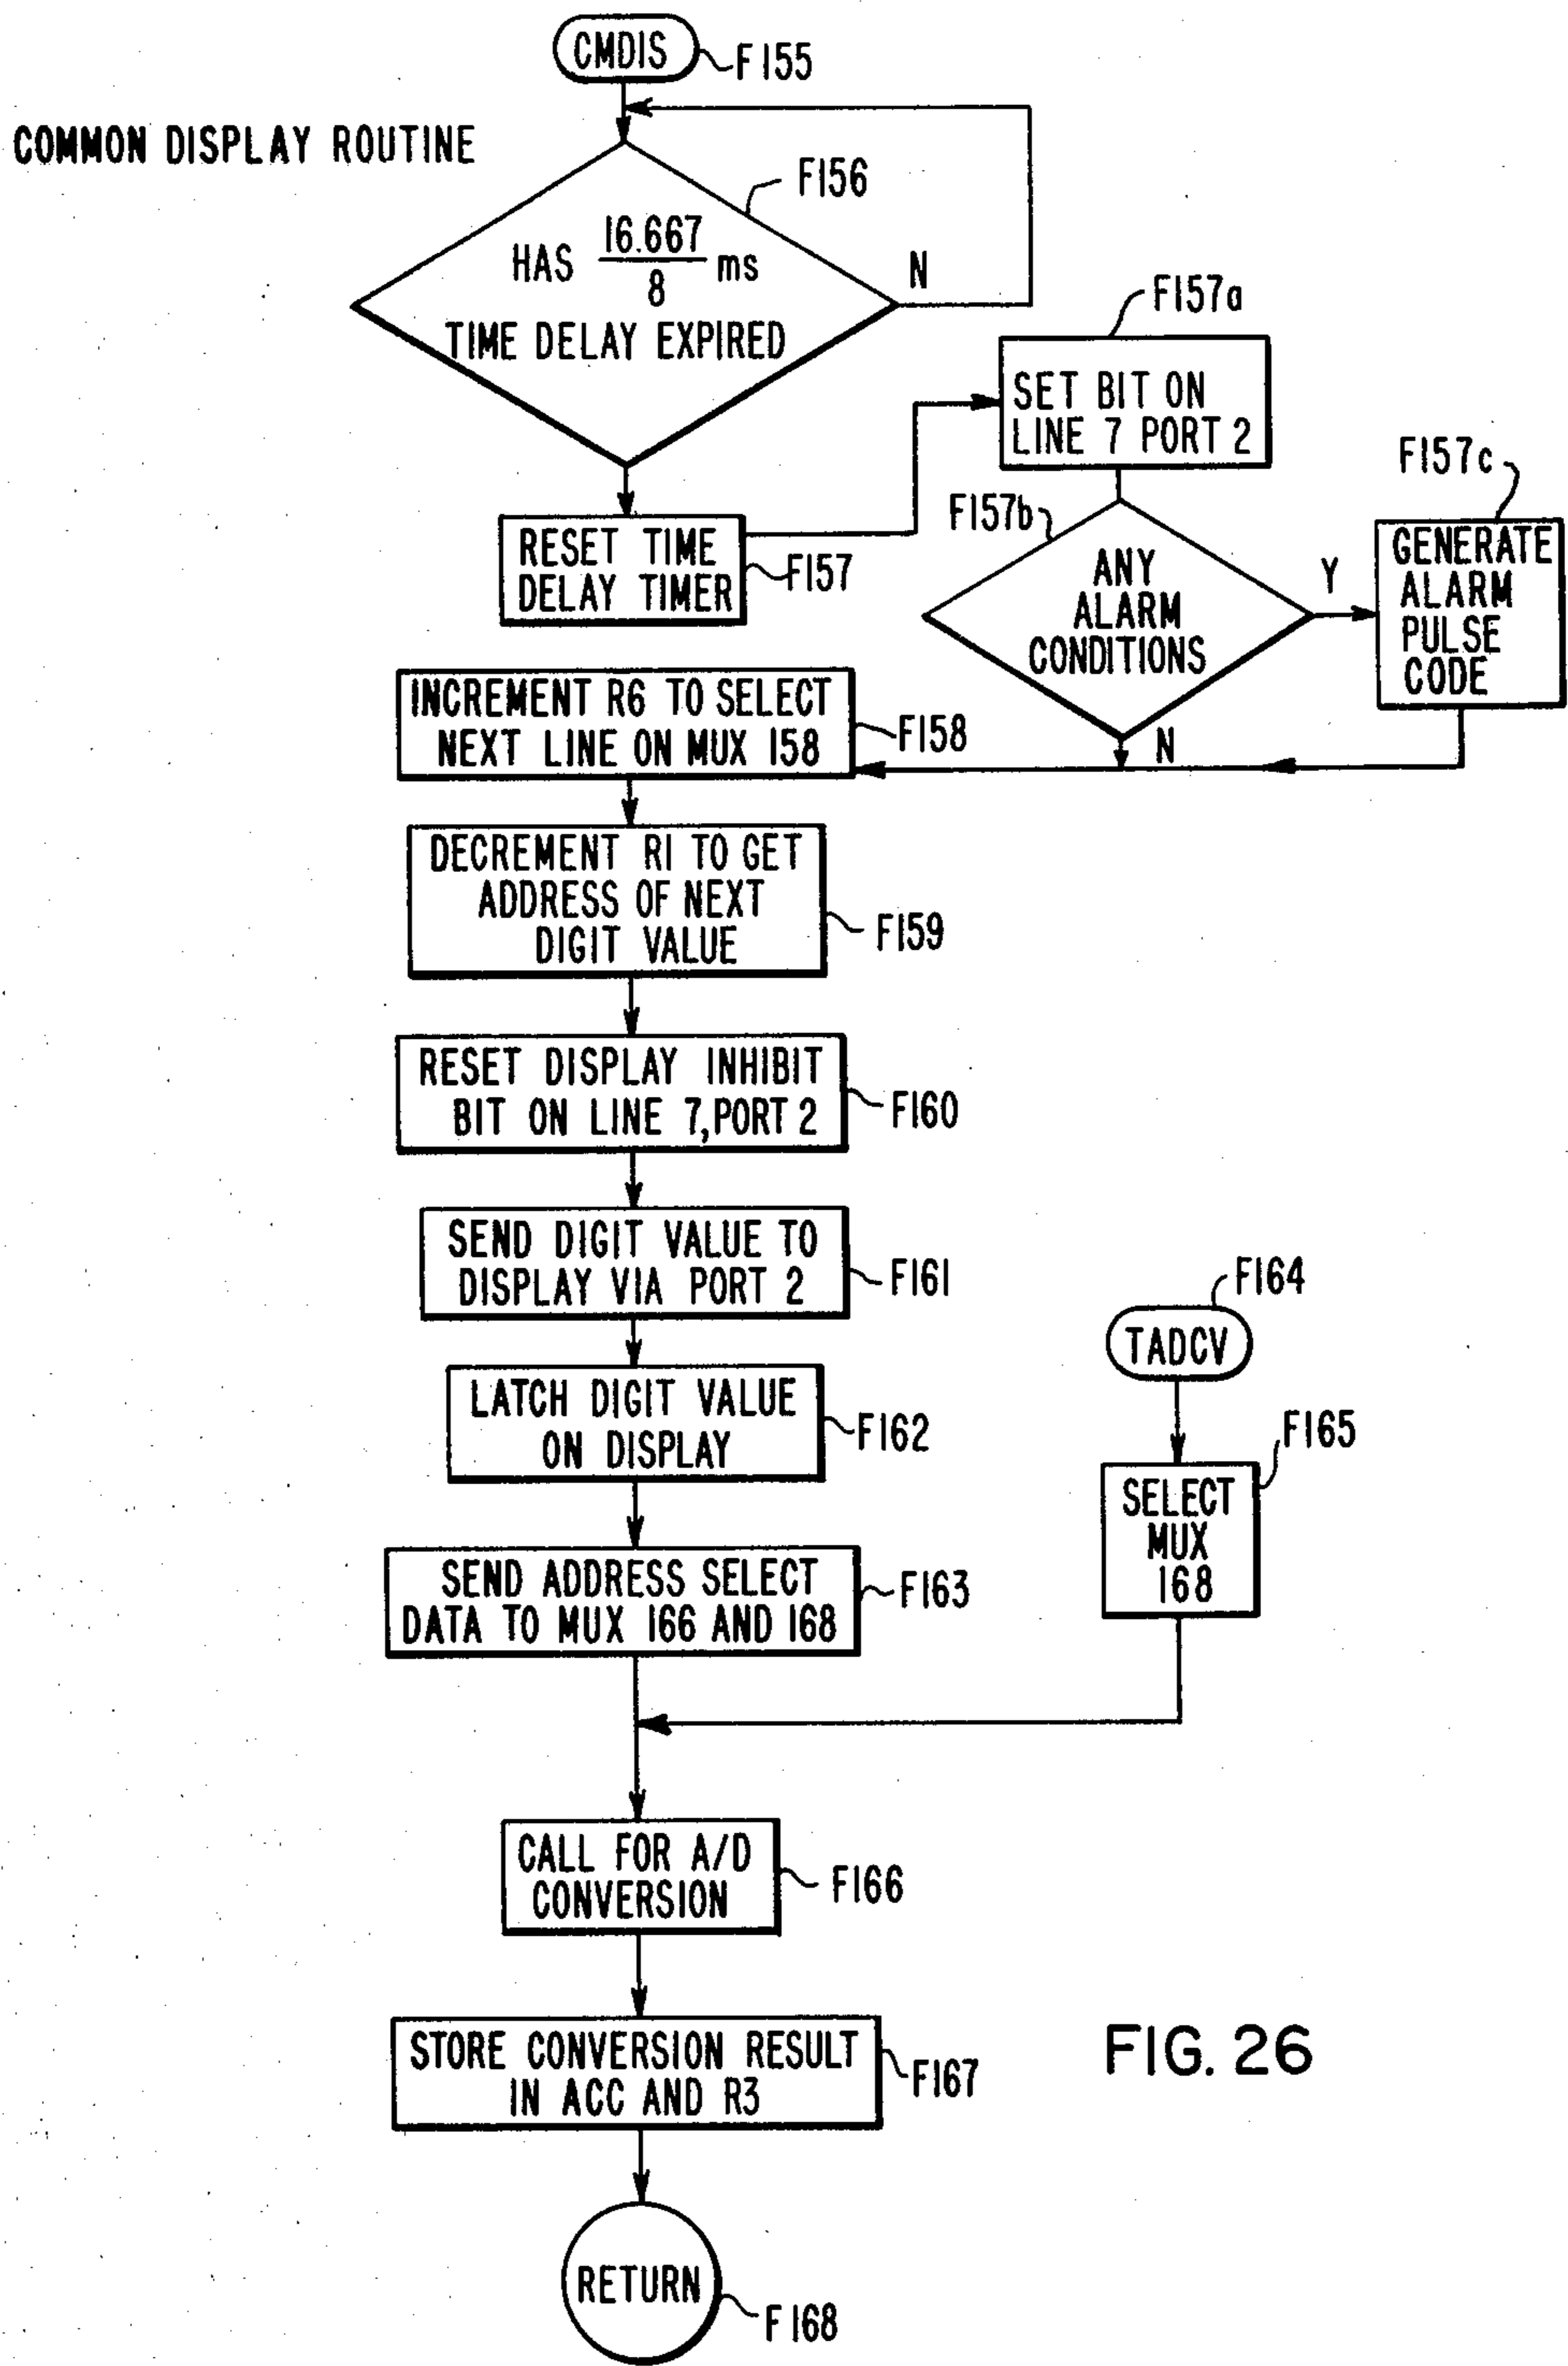 CMDIS
F155
COMMON DISPLAY ROUTINE
F156
HAS 16.667/8 ms
TIME DELAY EXPIRED
N
F157a
SET BIT ON
LINE 7 PORT 2
RESET TIME
DELAY TIMER
F157
F157b
ANY
ALARM
CONDITIONS
Y
N
F157c
GENERATE
ALARM
PULSE
CODE
INCREMENT R6 TO SELECT
NEXT LINE ON MUX 158
F158
DECREMENT R1 TO GET
ADDRESS OF NEXT
DIGIT VALUE
F159
RESET DISPLAY INHIBIT
BIT ON LINE 7, PORT 2
F160
SEND DIGIT VALUE TO
DISPLAY VIA PORT 2
F161
LATCH DIGIT VALUE
ON DISPLAY
F162
SEND ADDRESS SELECT
DATA TO MUX 166 AND 168
F163
F164
TADCV
F165
SELECT
MUX
168
CALL FOR A/D
CONVERSION
F166
STORE CONVERSION RESULT
IN ACC AND R3
F167
RETURN
F168
FIG. 26